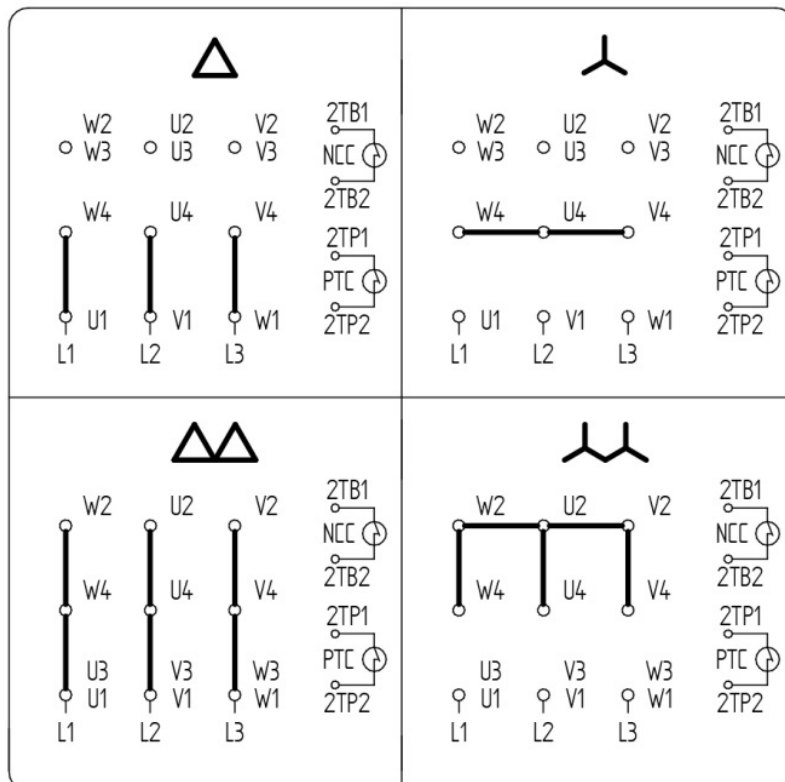 W2 U2 V2 2TB1
W3 U3 V3 NCC
2TB2
W4 U4 V4 2TP1
PTC
U1 V1 W1 2TP2
L1 L2 L3
W2 U2 V2 2TB1
W3 U3 V3 NCC
2TB2
W4 U4 V4 2TP1
PTC
U1 V1 W1 2TP2
L1 L2 L3
W2 U2 V2 2TB1
NCC
2TB2
W4 U4 V4
2TP1
U3 V3 W3 PTC
U1 V1 W1 2TP2
L1 L2 L3
W2 U2 V2 2TB1
NCC
2TB2
W4 U4 V4
2TP1
U3 V3 W3 PTC
U1 V1 W1 2TP2
L1 L2 L3